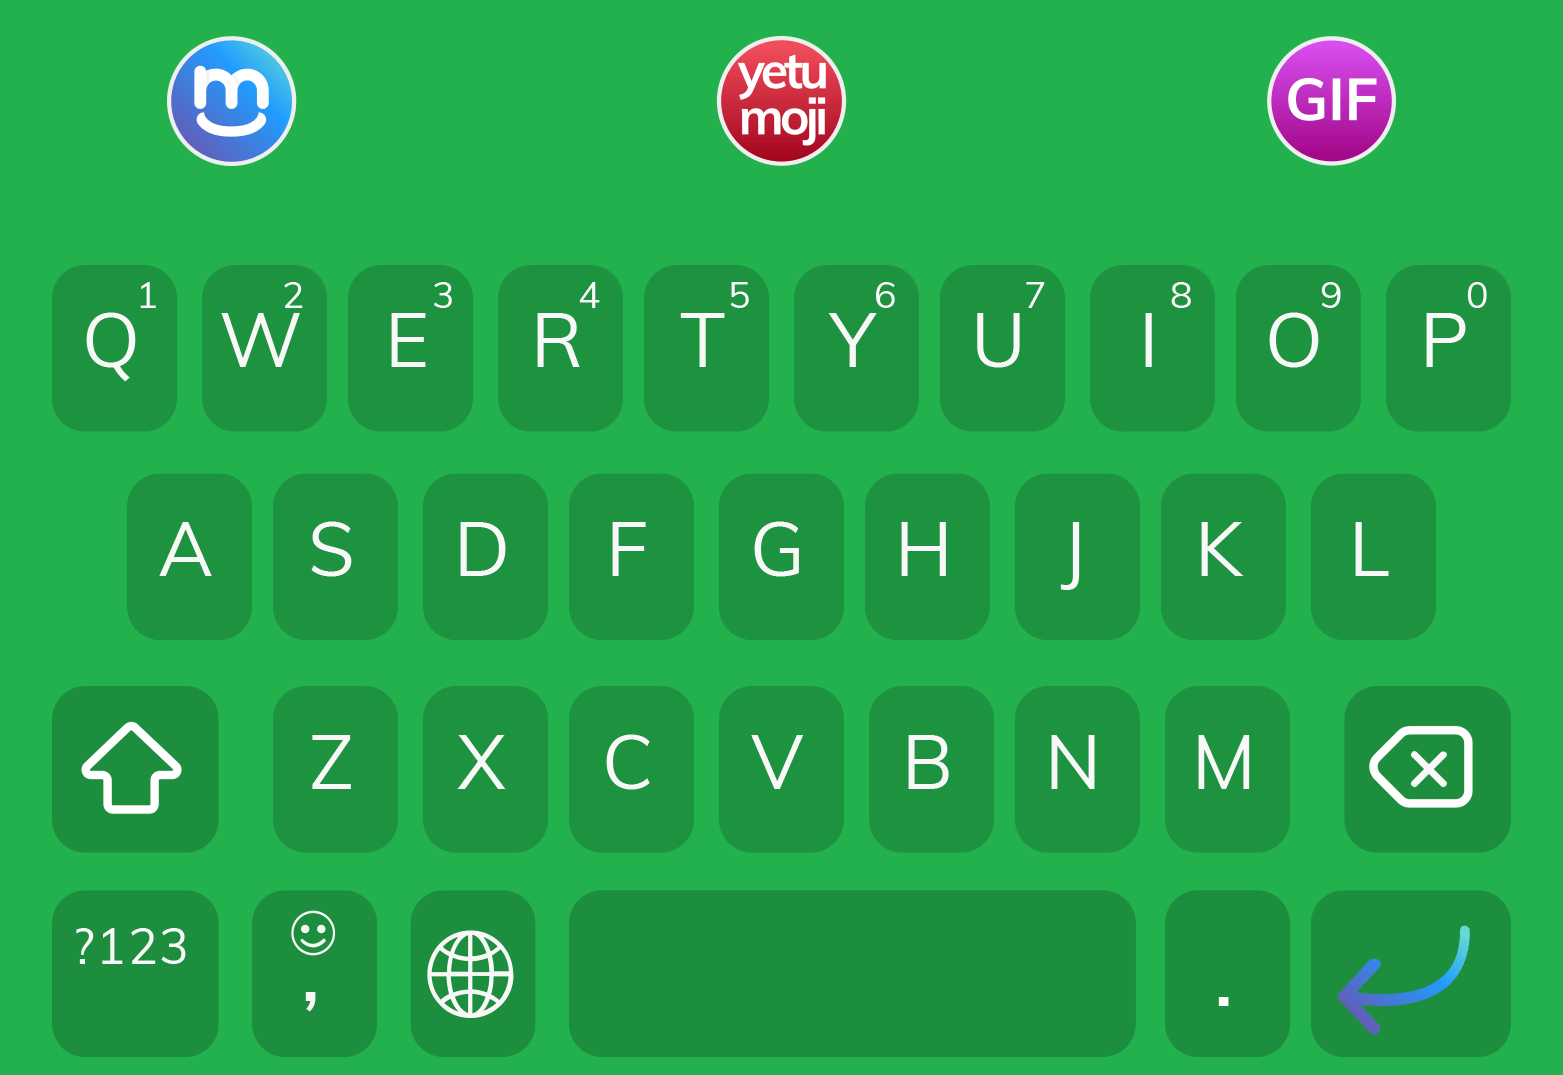 m
yetu
moji
GIF
1 2 3 4 5 6 7 8 9 0
Q W E R T Y U I O P
A S D F G H J K L
Z X C V B N M
?123 , .